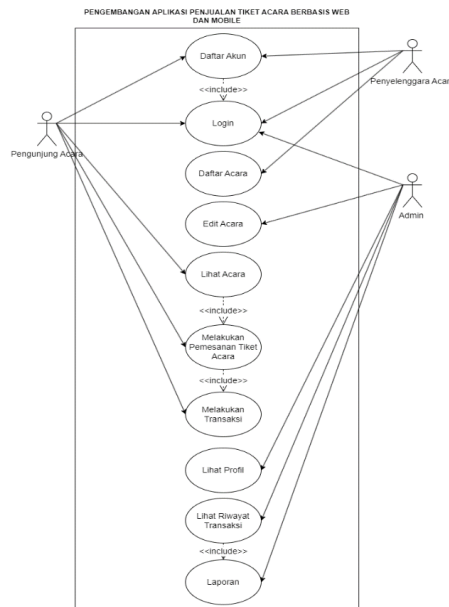 PENGEMBANGAN APLIKASI PENJUALAN TIKET ACARA BERBASIS WEB
DAN MOBILE
Daftar Akun
Penyelenggara Acar
<<include>>
Login
Pengunjung Acara
Daftar Acara
Admin
Edit Acara
Lihat Acara
<<include>>
Melakukan
Pemesanan Tiket
Acara
<<include>>
Melakukan
Transaksi
Lihat Profil
Lihat Riwayat
Transaksi
<<include>>
Laporan